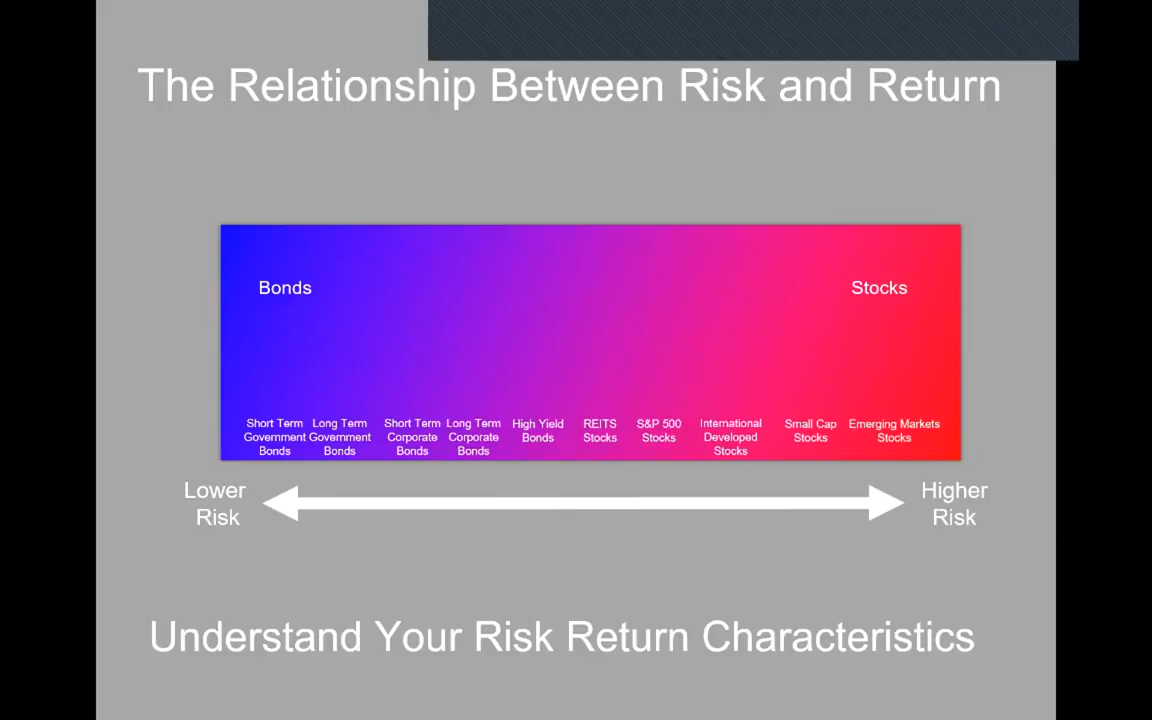 The Relationship Between Risk and Return
Bonds
Stocks
Short Term
Government
Bonds
Long Term
Government
Bonds
Short Term
Corporate
Bonds
Long Term
Corporate
Bonds
High Yield
Bonds
REITS
Stocks
S&P 500
Stocks
International
Developed
Stocks
Small Cap
Stocks
Emerging Markets
Stocks
Lower
Risk
Higher
Risk
Understand Your Risk Return Characteristics